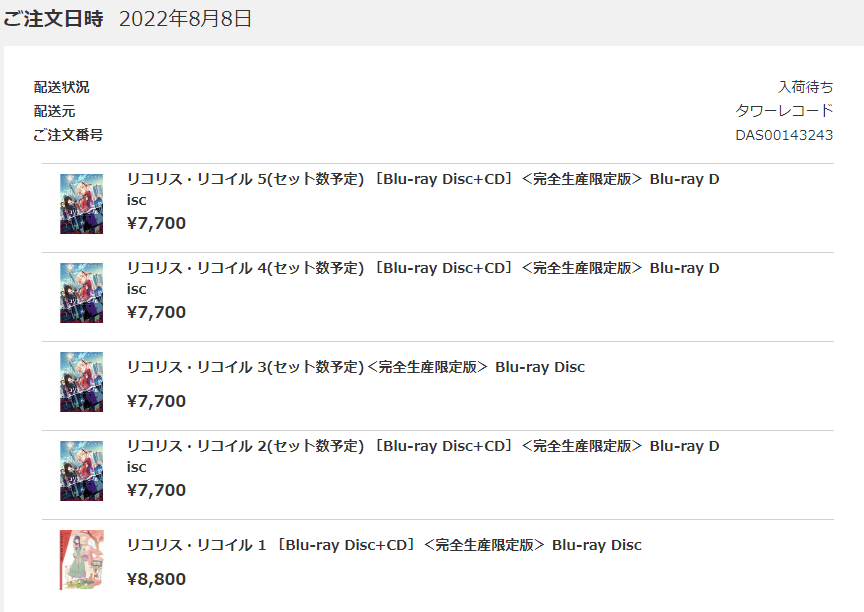 ご注文日時 2022年8月8日
配送状況 入荷待ち
配送元 タワーレコード
ご注文番号 DAS00143243
リコリス・リコイル 5(セット数予定) ［Blu-ray Disc+CD］＜完全生産限定版＞ Blu-ray D
isc
¥7,700
リコリス・リコイル 4(セット数予定) ［Blu-ray Disc+CD］＜完全生産限定版＞ Blu-ray D
isc
¥7,700
リコリス・リコイル 3(セット数予定)＜完全生産限定版＞ Blu-ray Disc
¥7,700
リコリス・リコイル 2(セット数予定) ［Blu-ray Disc+CD］＜完全生産限定版＞ Blu-ray D
isc
¥7,700
リコリス・リコイル 1 ［Blu-ray Disc+CD］＜完全生産限定版＞ Blu-ray Disc
¥8,800